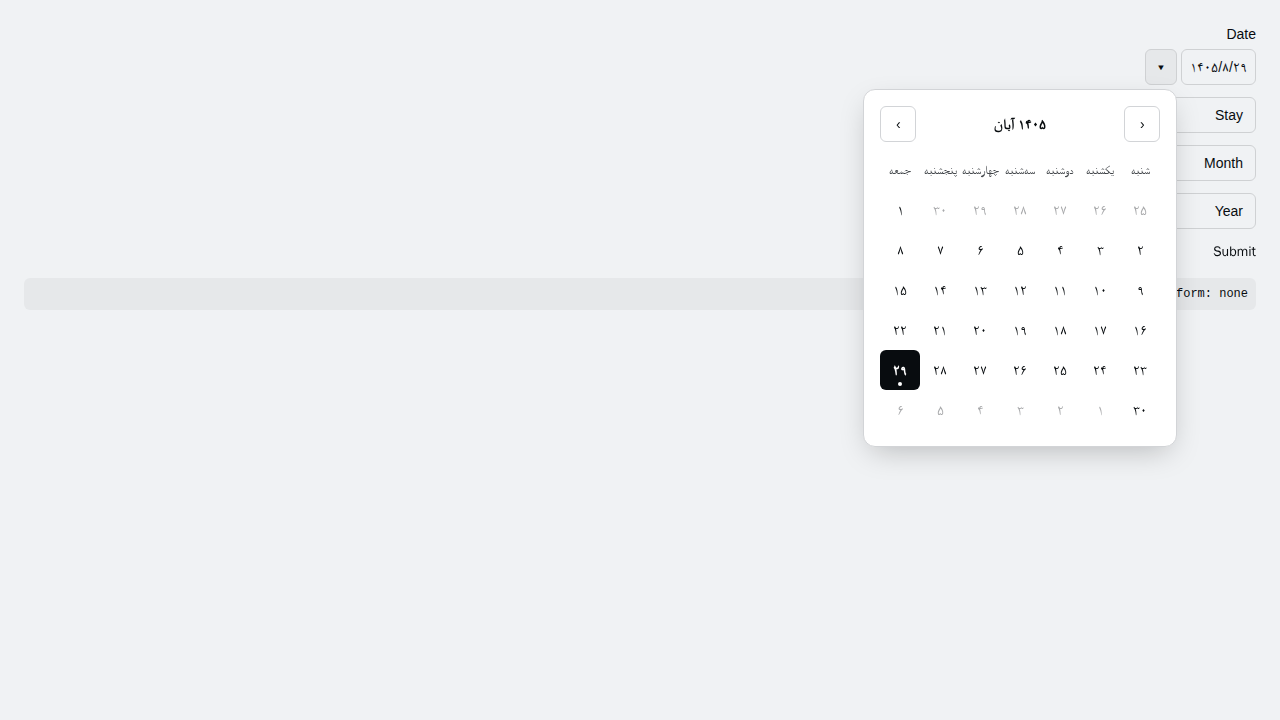 Date
۱۴۰۵/۸/۲۹ ▾
Stay
Month
Year
Submit
form: none
‹ ۱۴۰۵ آبان ›
شنبه یکشنبه دوشنبه سه‌شنبه چهارشنبه پنجشنبه جمعه
۲۵ ۲۶ ۲۷ ۲۸ ۲۹ ۳۰ ۱
۲ ۳ ۴ ۵ ۶ ۷ ۸
۹ ۱۰ ۱۱ ۱۲ ۱۳ ۱۴ ۱۵
۱۶ ۱۷ ۱۸ ۱۹ ۲۰ ۲۱ ۲۲
۲۳ ۲۴ ۲۵ ۲۶ ۲۷ ۲۸ ۲۹
۳۰ ۱ ۲ ۳ ۴ ۵ ۶